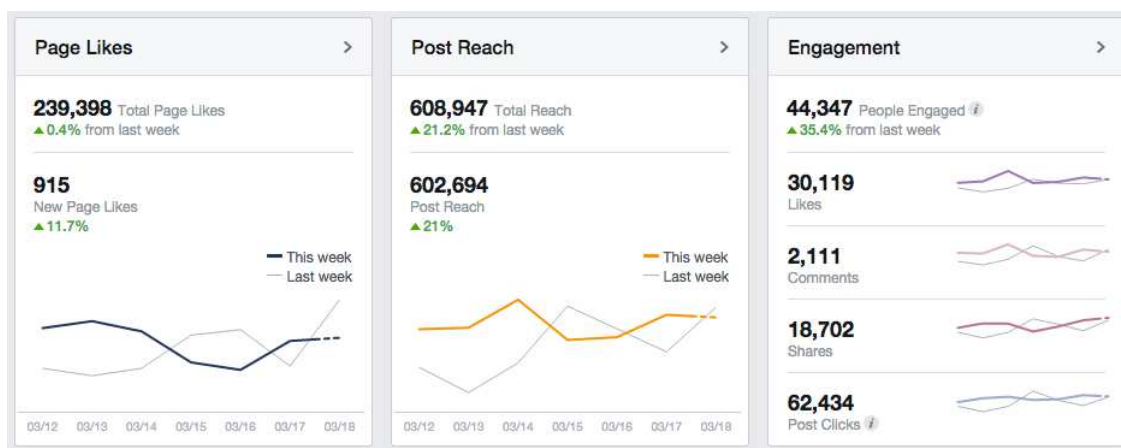 Page Likes
239,398 Total Page Likes
0.4% from last week
915
New Page Likes
11.7%
This week
Last week
03/12 03/13 03/14 03/15 03/16 03/17 03/18
Post Reach
608,947 Total Reach
21.2% from last week
602,694
Post Reach
21%
This week
Last week
03/12 03/13 03/14 03/15 03/16 03/17 03/18
Engagement
44,347 People Engaged i
35.4% from last week
30,119
Likes
2,111
Comments
18,702
Shares
62,434
Post Clicks i